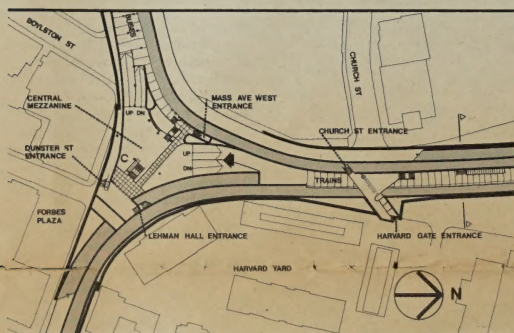 BOYLSTON ST
BUSES
CHURCH ST
CENTRAL
MEZZANINE
UP DN
MASS AVE WEST
ENTRANCE
CHURCH ST ENTRANCE
DUNSTER ST
ENTRANCE
C
UP
DN
TRAINS
FORBES
PLAZA
LEHMAN HALL ENTRANCE
HARVARD GATE ENTRANCE
HARVARD YARD
N